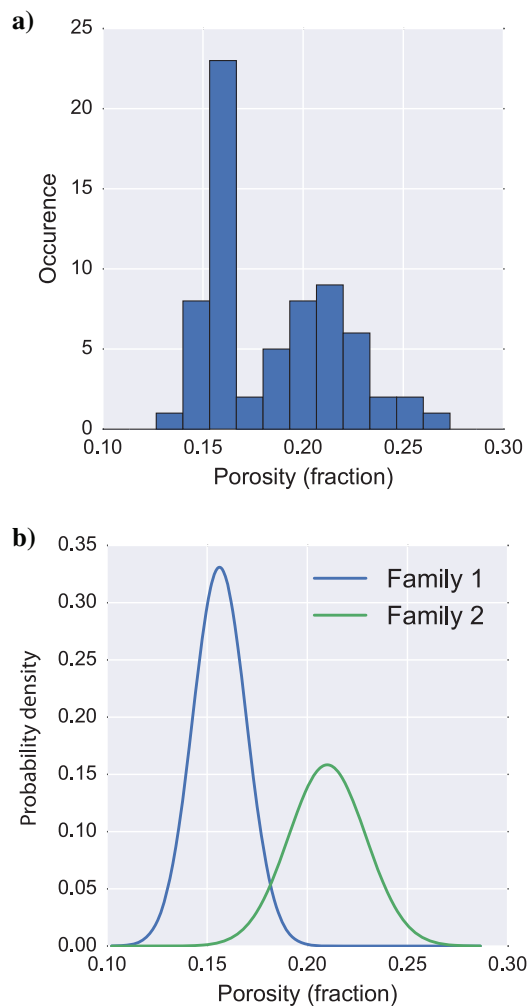 a)
25
20
15
10
5
0
Occurence
0.10 0.15 0.20 0.25 0.30
Porosity (fraction)
b)
0.35
0.30
0.25
0.20
0.15
0.10
0.05
0.00
Probability density
Family 1
Family 2
0.10 0.15 0.20 0.25 0.30
Porosity (fraction)